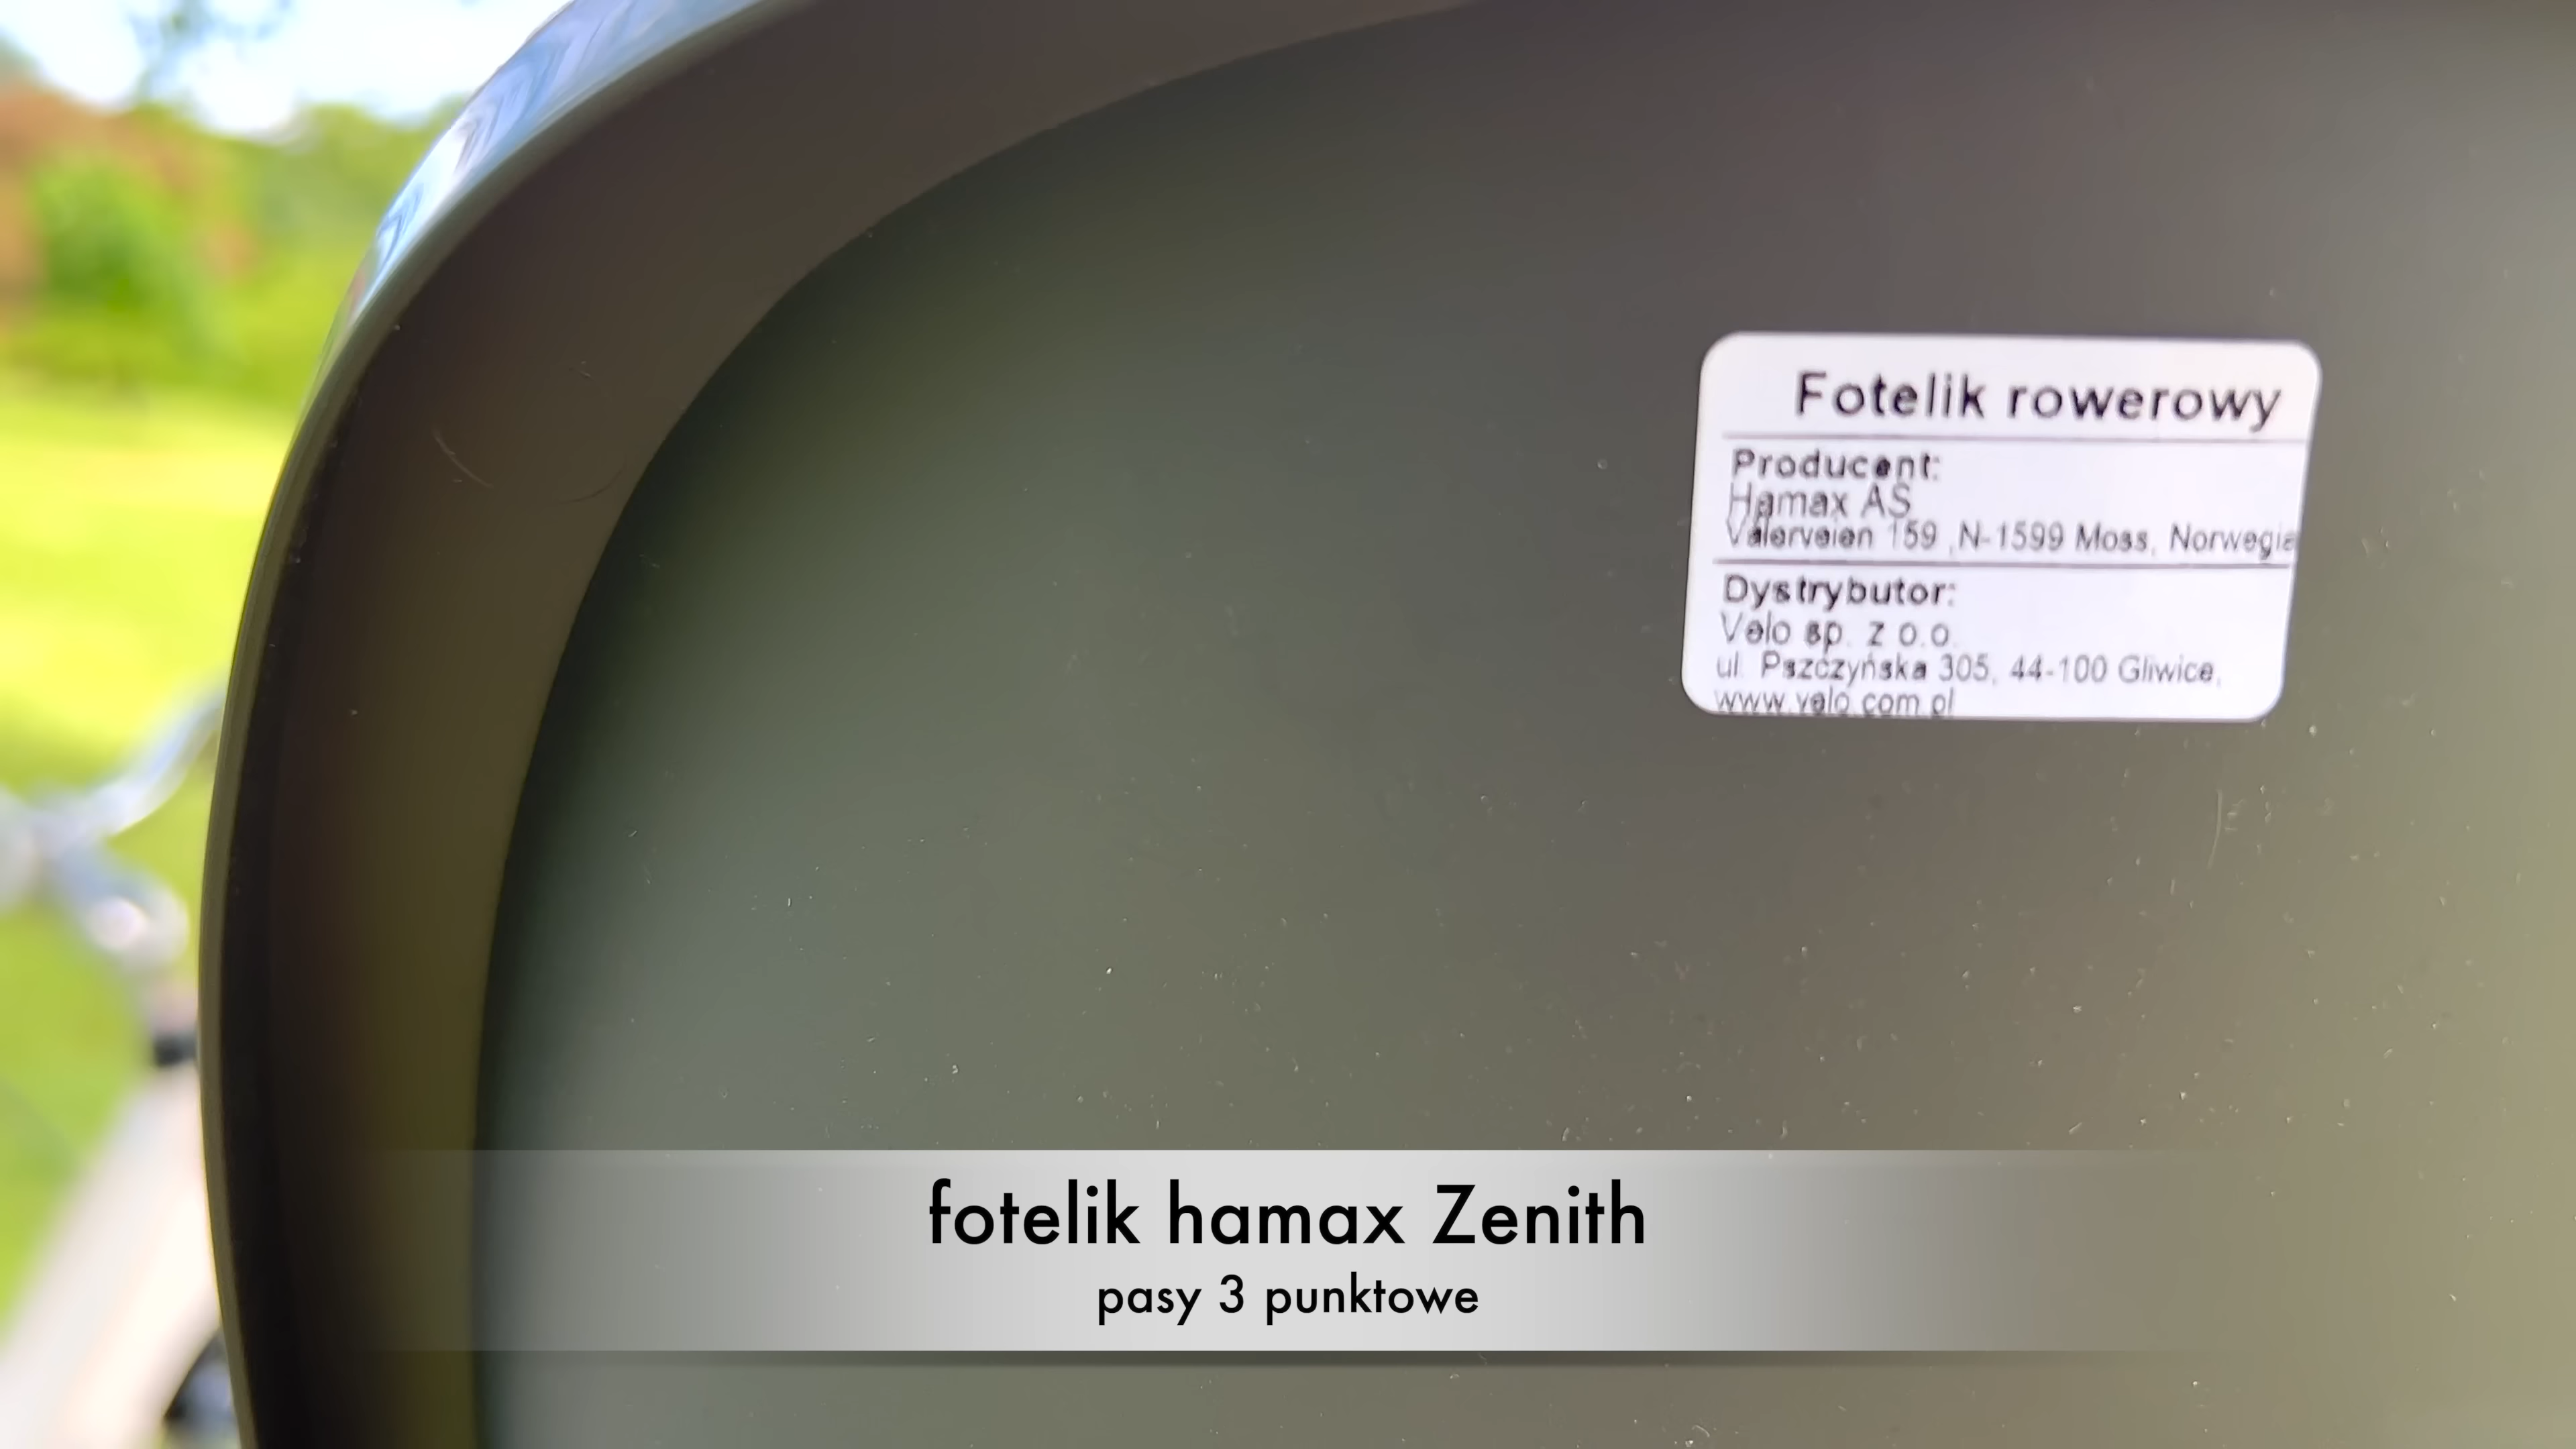 Fotelik rowerowy
Producent:
Hamax AS
Vålerveien 159 ,N-1599 Moss, Norwegia
Dystrybutor:
Velo sp. z o.o.
ul. Pszczyńska 305, 44-100 Gliwice,
www.velo.com.pl
fotelik hamax Zenith
pasy 3 punktowe